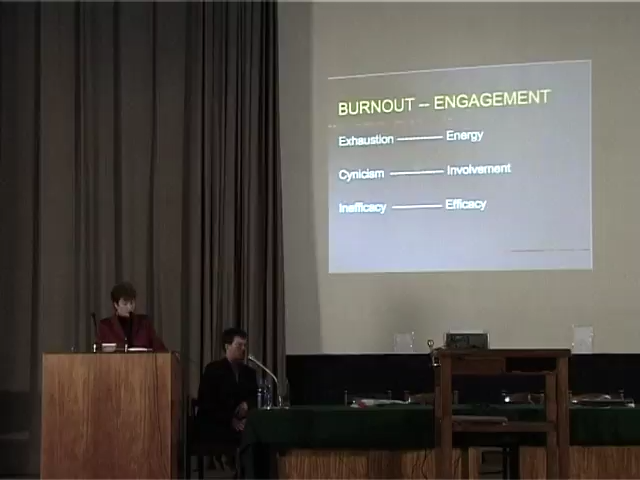 BURNOUT – ENGAGEMENT
Exhaustion ——— Energy
Cynicism ——— Involvement
Inefficacy ——— Efficacy